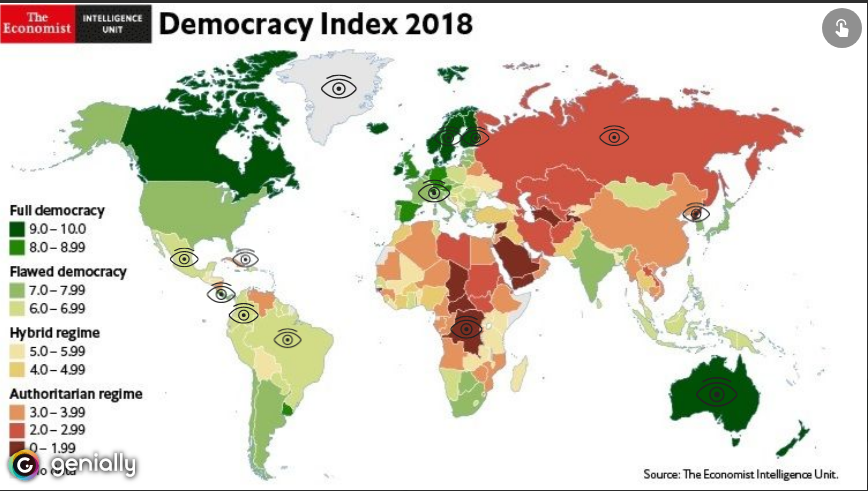 The
Economist
INTELLIGENCE
UNIT
Democracy Index 2018
Full democracy
9.0 – 10.0
8.0 – 8.99
Flawed democracy
7.0 – 7.99
6.0 – 6.99
Hybrid regime
5.0 – 5.99
4.0 – 4.99
Authoritarian regime
3.0 – 3.99
2.0 – 2.99
0 – 1.99
genially
Source: The Economist Intelligence Unit.